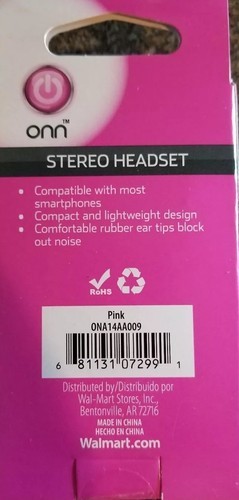 onn™
STEREO HEADSET
• Compatible with most
smartphones
• Compact and lightweight design
• Comfortable rubber ear tips block
out noise
RoHS
Pink
ONA14AA009
6 81131 07299 1
Distributed by/Distribuido por
Wal-Mart Stores, Inc.,
Bentonville, AR 72716
MADE IN CHINA
HECHO EN CHINA
Walmart.com